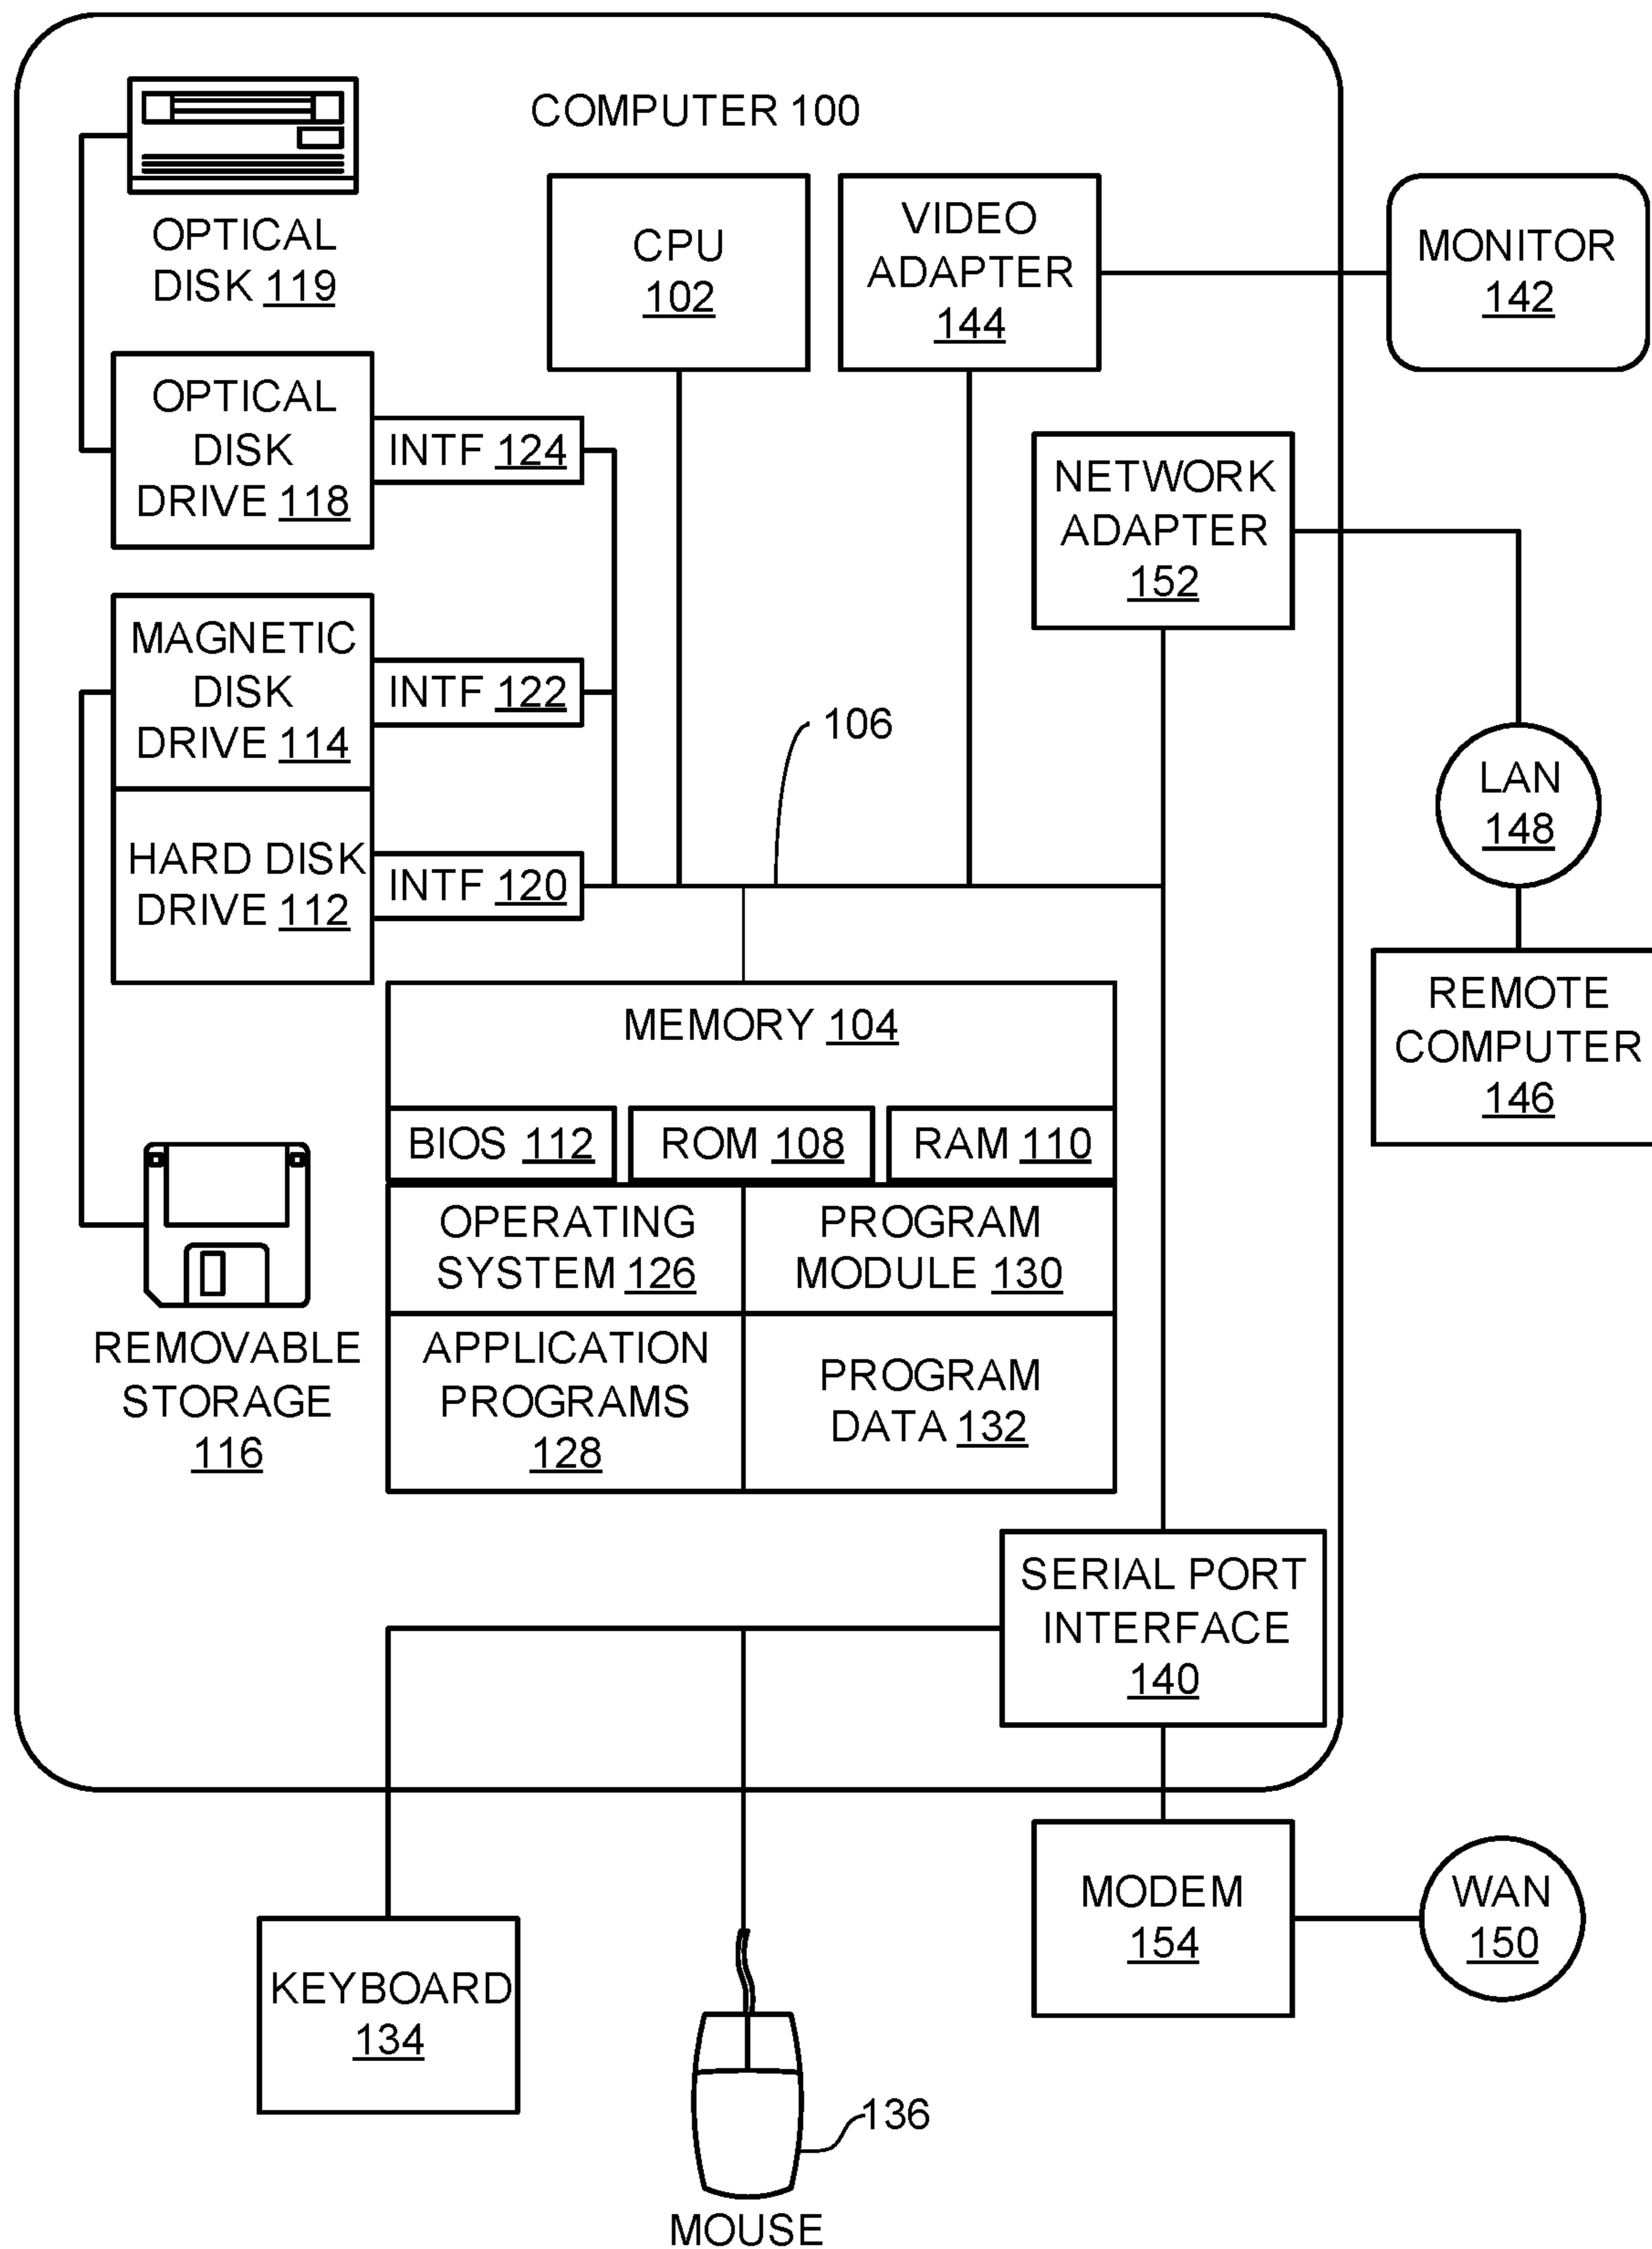 COMPUTER 100
OPTICAL
DISK 119
CPU
102
VIDEO
ADAPTER
144
MONITOR
142
OPTICAL
DISK
DRIVE 118
INTF 124
NETWORK
ADAPTER
152
MAGNETIC
DISK
DRIVE 114
INTF 122
106
LAN
148
HARD DISK
DRIVE 112
INTF 120
REMOTE
COMPUTER
146
MEMORY 104
BIOS 112
ROM 108
RAM 110
OPERATING
SYSTEM 126
PROGRAM
MODULE 130
REMOVABLE
STORAGE
116
APPLICATION
PROGRAMS
128
PROGRAM
DATA 132
SERIAL PORT
INTERFACE
140
MODEM
154
WAN
150
KEYBOARD
134
136
MOUSE